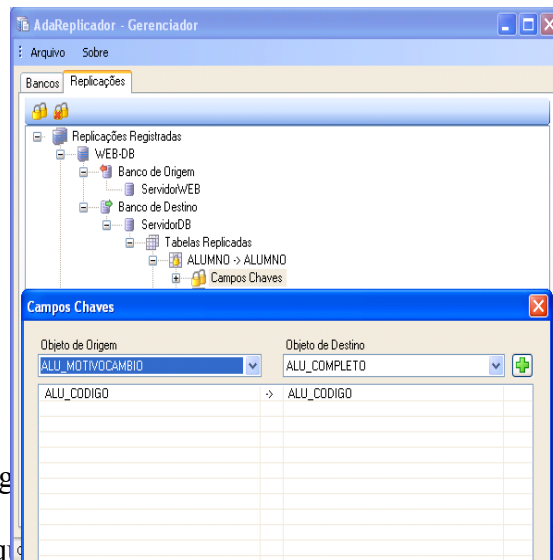 AdaReplicador - Gerenciador
Arquivo Sobre
Bancos Replicações
Replicações Registradas
WEB-DB
Banco de Origem
ServidorWEB
Banco de Destino
ServidorDB
Tabelas Replicadas
ALUMNO -> ALUMNO
Campos Chaves
Campos Chaves
Objeto de Origem Objeto de Destino
ALU_MOTIVOCAMBIO ALU_COMPLETO
ALU_CODIGO -> ALU_CODIGO